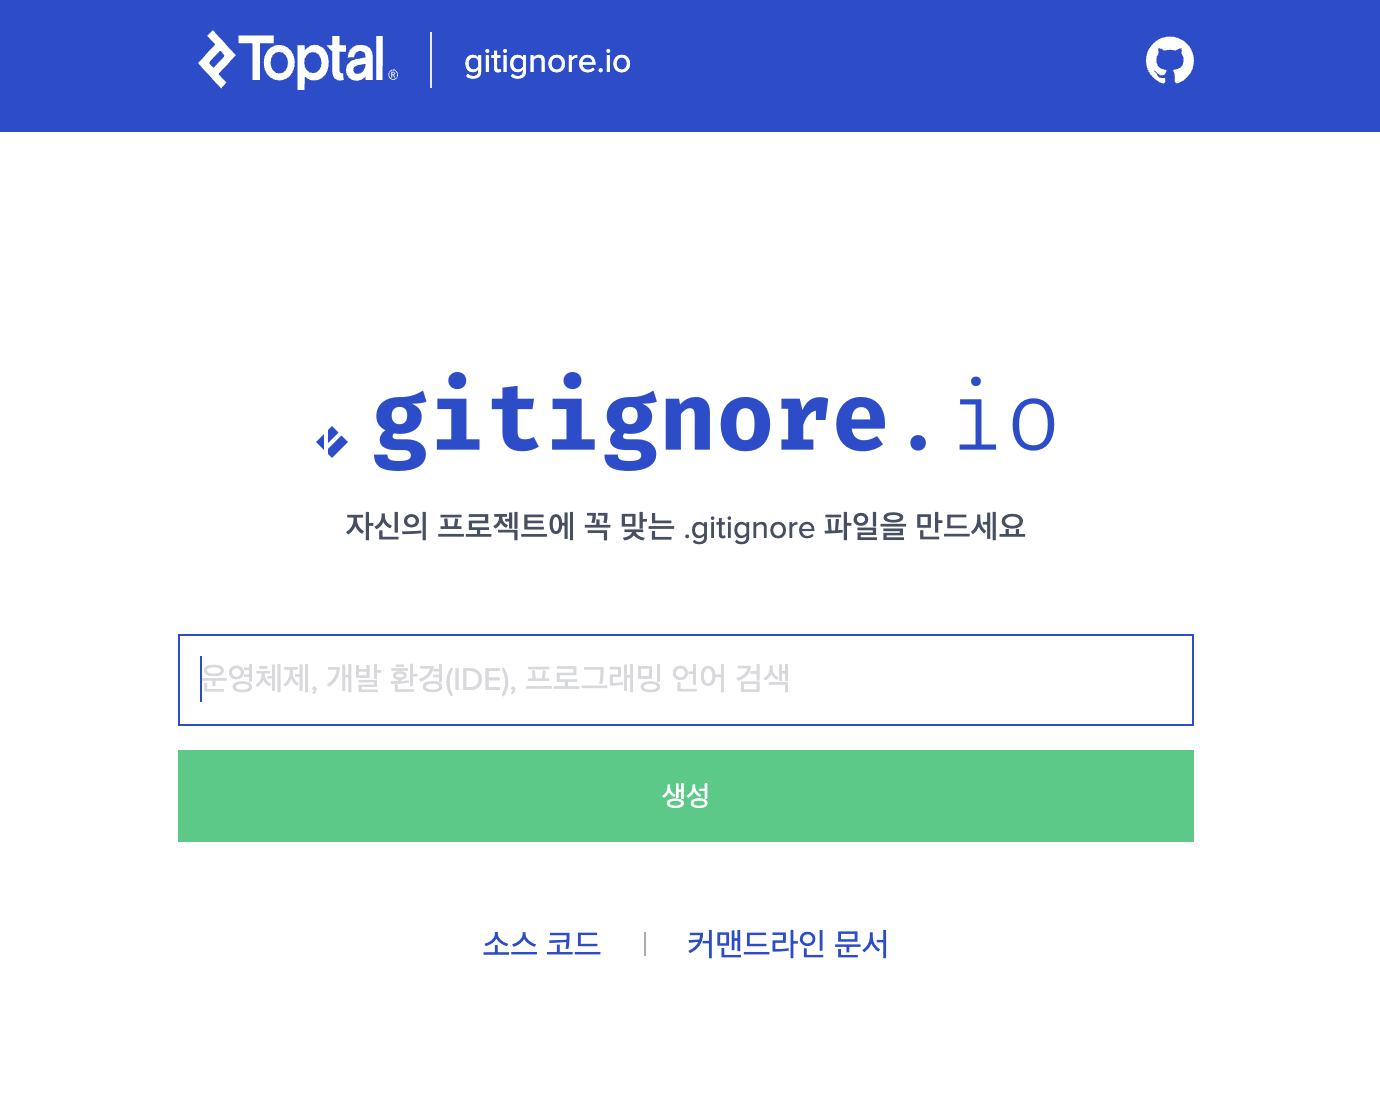 Toptal® gitignore.io
.gitignore.io
자신의 프로젝트에 꼭 맞는 .gitignore 파일을 만드세요
운영체제, 개발 환경(IDE), 프로그래밍 언어 검색
생성
소스 코드 | 커맨드라인 문서